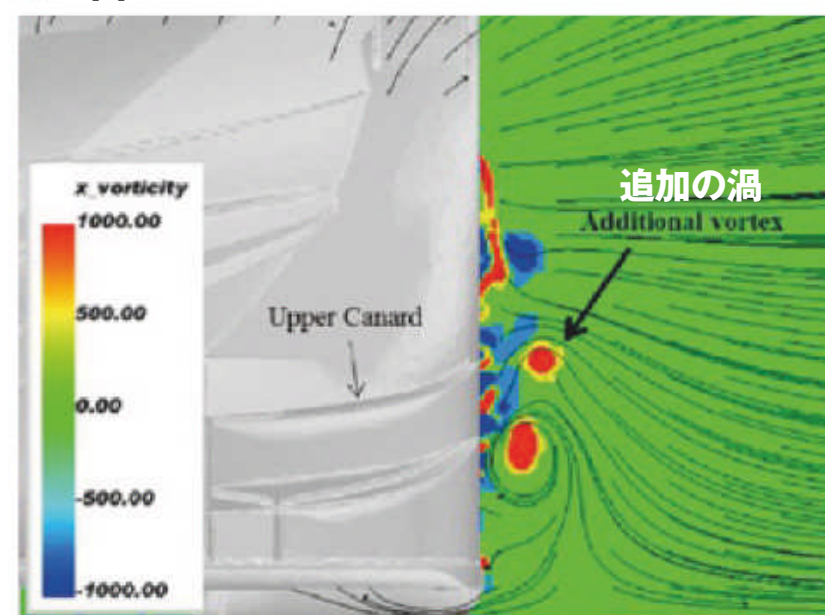 x_vorticity
1000.00
500.00
0.00
-500.00
-1000.00
Upper Canard
追加の渦
Additional vortex